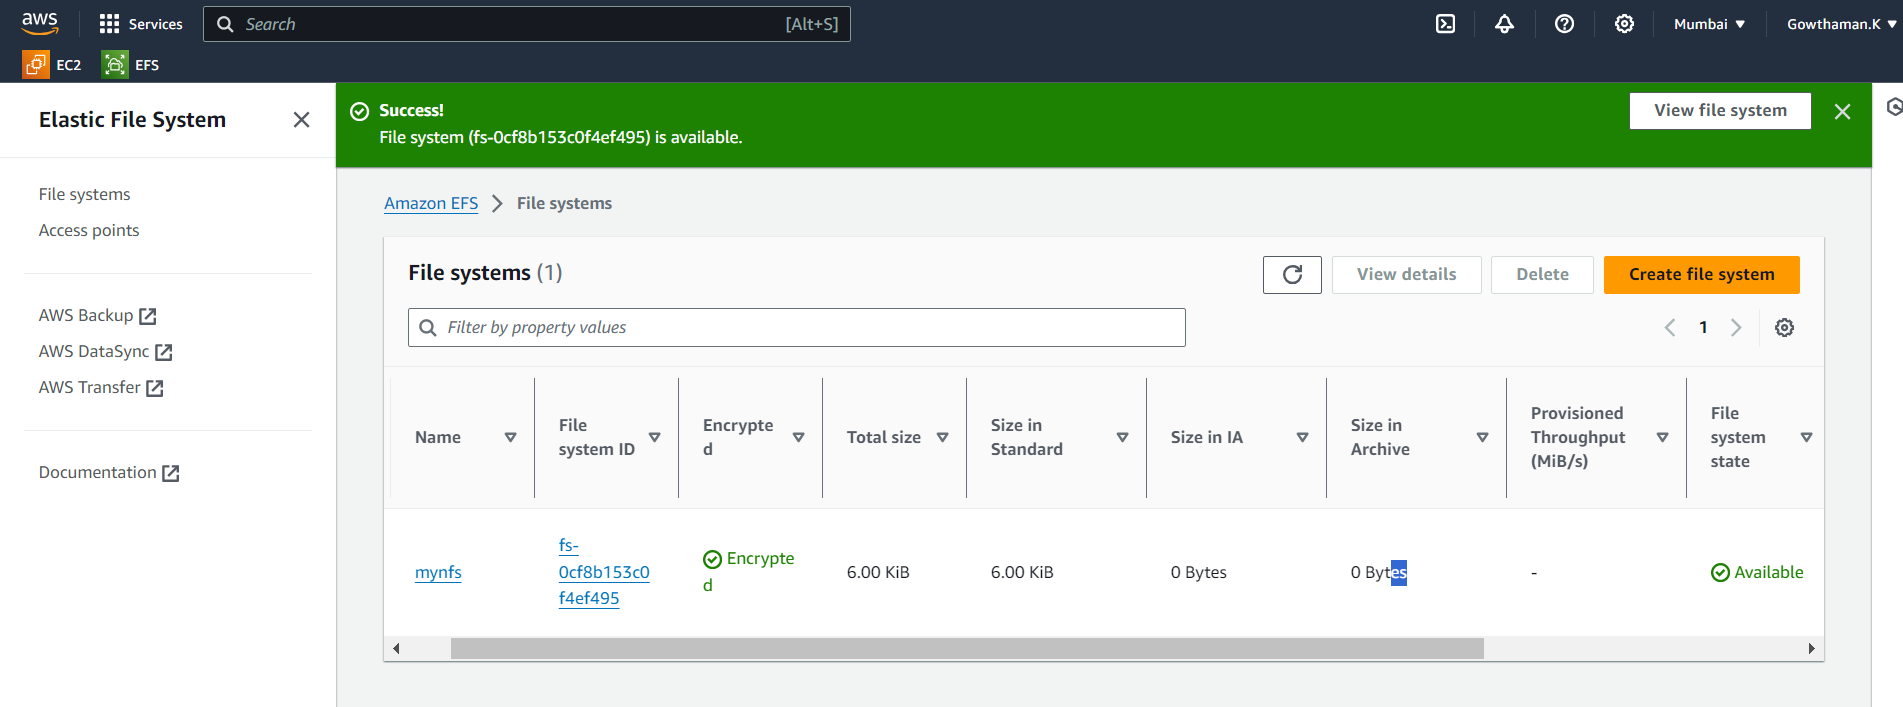 aws
Services
Search
[Alt+S]
Mumbai
Gowthaman.K
EC2
EFS
Elastic File System
File systems
Access points
AWS Backup
AWS DataSync
AWS Transfer
Documentation
Success!
File system (fs-0cf8b153c0f4ef495) is available.
View file system
Amazon EFS
File systems
File systems (1)
View details
Delete
Create file system
Filter by property values
1
Name
File
system ID
Encrypte
d
Total size
Size in
Standard
Size in IA
Size in
Archive
Provisioned
Throughput
(MiB/s)
File
system
state
mynfs
fs-
0cf8b153c0
f4ef495
Encrypte
d
6.00 KiB
6.00 KiB
0 Bytes
0 Bytes
-
Available